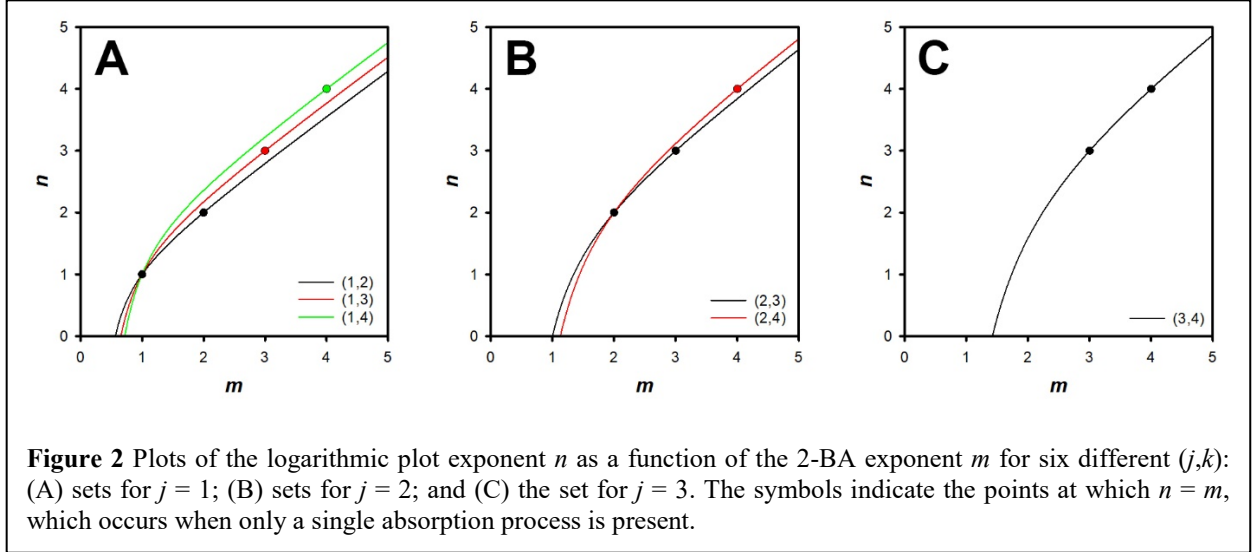 A
B
C
5
4
3
2
1
0
n
0 1 2 3 4 5
m
(1,2)
(1,3)
(1,4)
5
4
3
2
1
0
n
0 1 2 3 4 5
m
(2,3)
(2,4)
5
4
3
2
1
0
n
0 1 2 3 4 5
m
(3,4)
Figure 2 Plots of the logarithmic plot exponent n as a function of the 2-BA exponent m for six different (j,k):
(A) sets for j = 1; (B) sets for j = 2; and (C) the set for j = 3. The symbols indicate the points at which n = m,
which occurs when only a single absorption process is present.